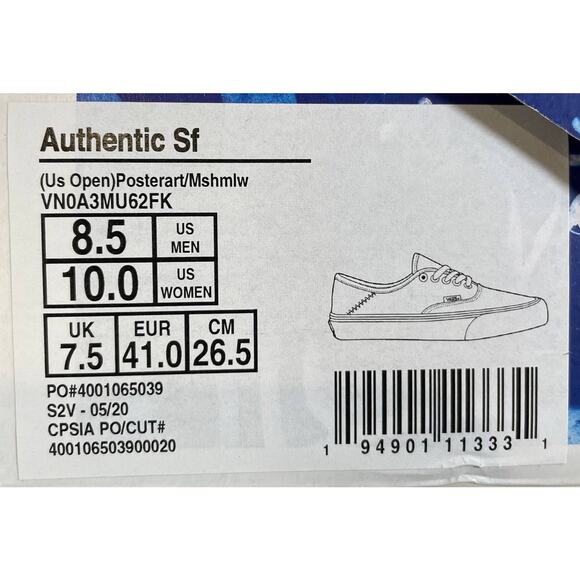 Authentic Sf
(Us Open)Posterart/Mshmlw
VN0A3MU62FK
8.5 US MEN
10.0 US WOMEN
UK 7.5 EUR 41.0 CM 26.5
PO#4001065039
S2V - 05/20
CPSIA PO/CUT#
400106503900020
1 94901 11333 1